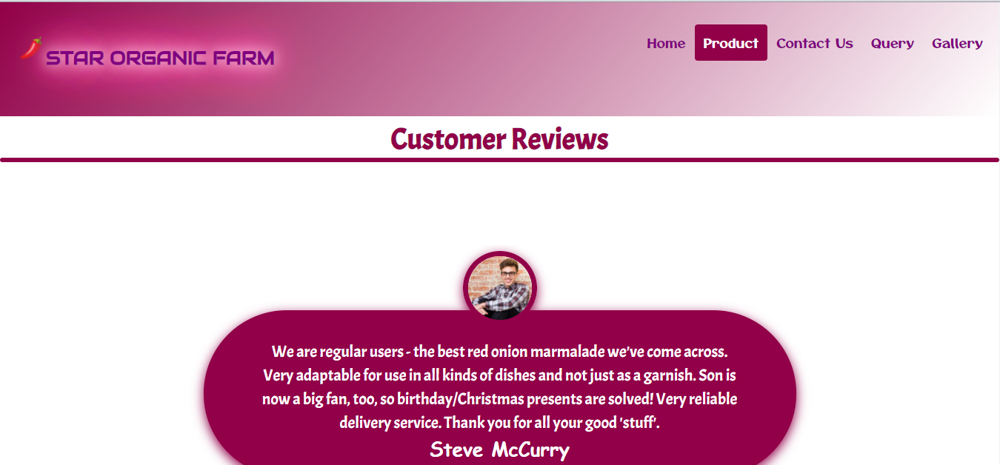 STAR ORGANIC FARM
Home Product Contact Us Query Gallery
Customer Reviews
We are regular users - the best red onion marmalade we've come across.
Very adaptable for use in all kinds of dishes and not just as a garnish. Son is
now a big fan, too, so birthday/Christmas presents are solved! Very reliable
delivery service. Thank you for all your good 'stuff'.
Steve McCurry